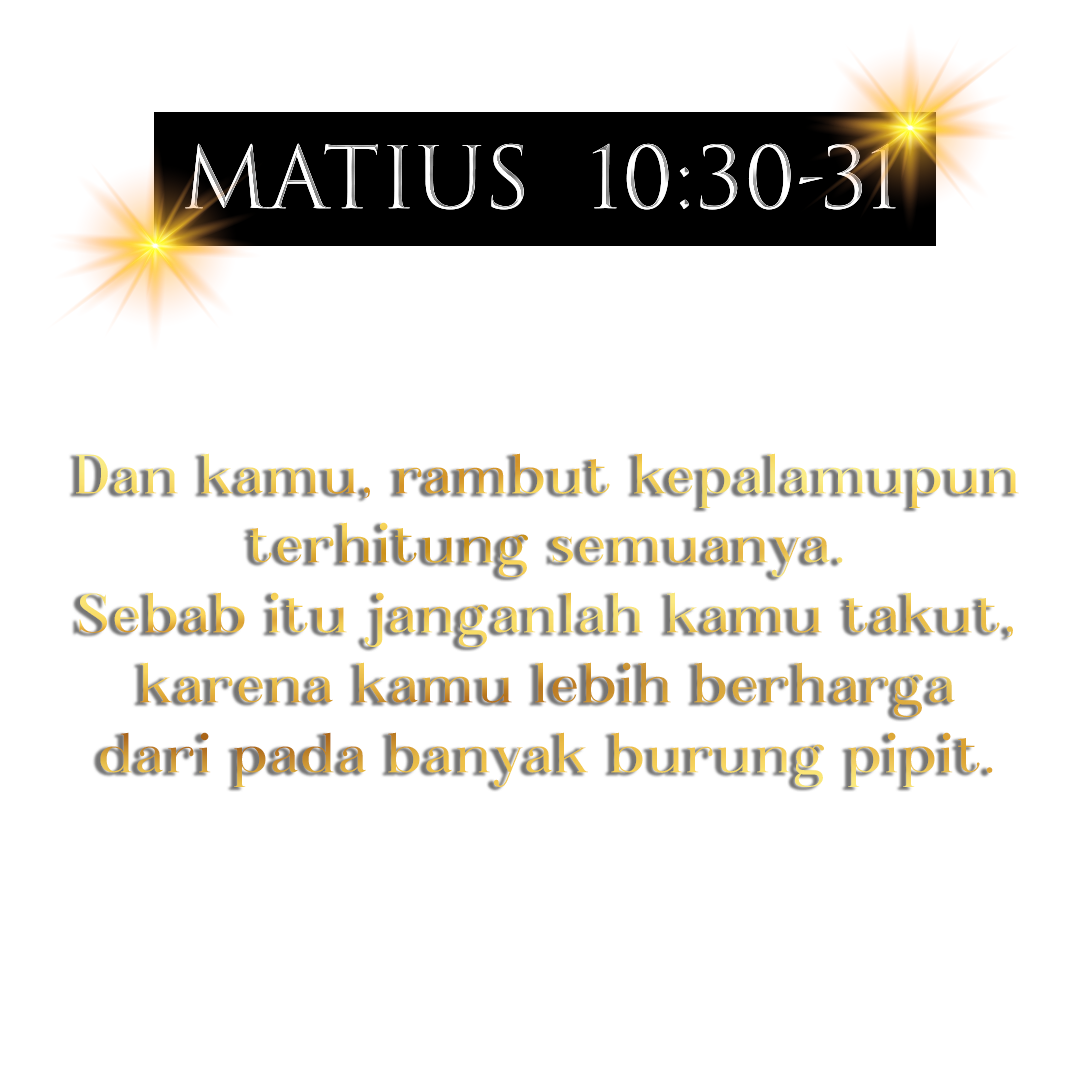 MATIUS 10:30-31
Dan kamu, rambut kepalamupun
terhitung semuanya.
Sebab itu janganlah kamu takut,
karena kamu lebih berharga
dari pada banyak burung pipit.